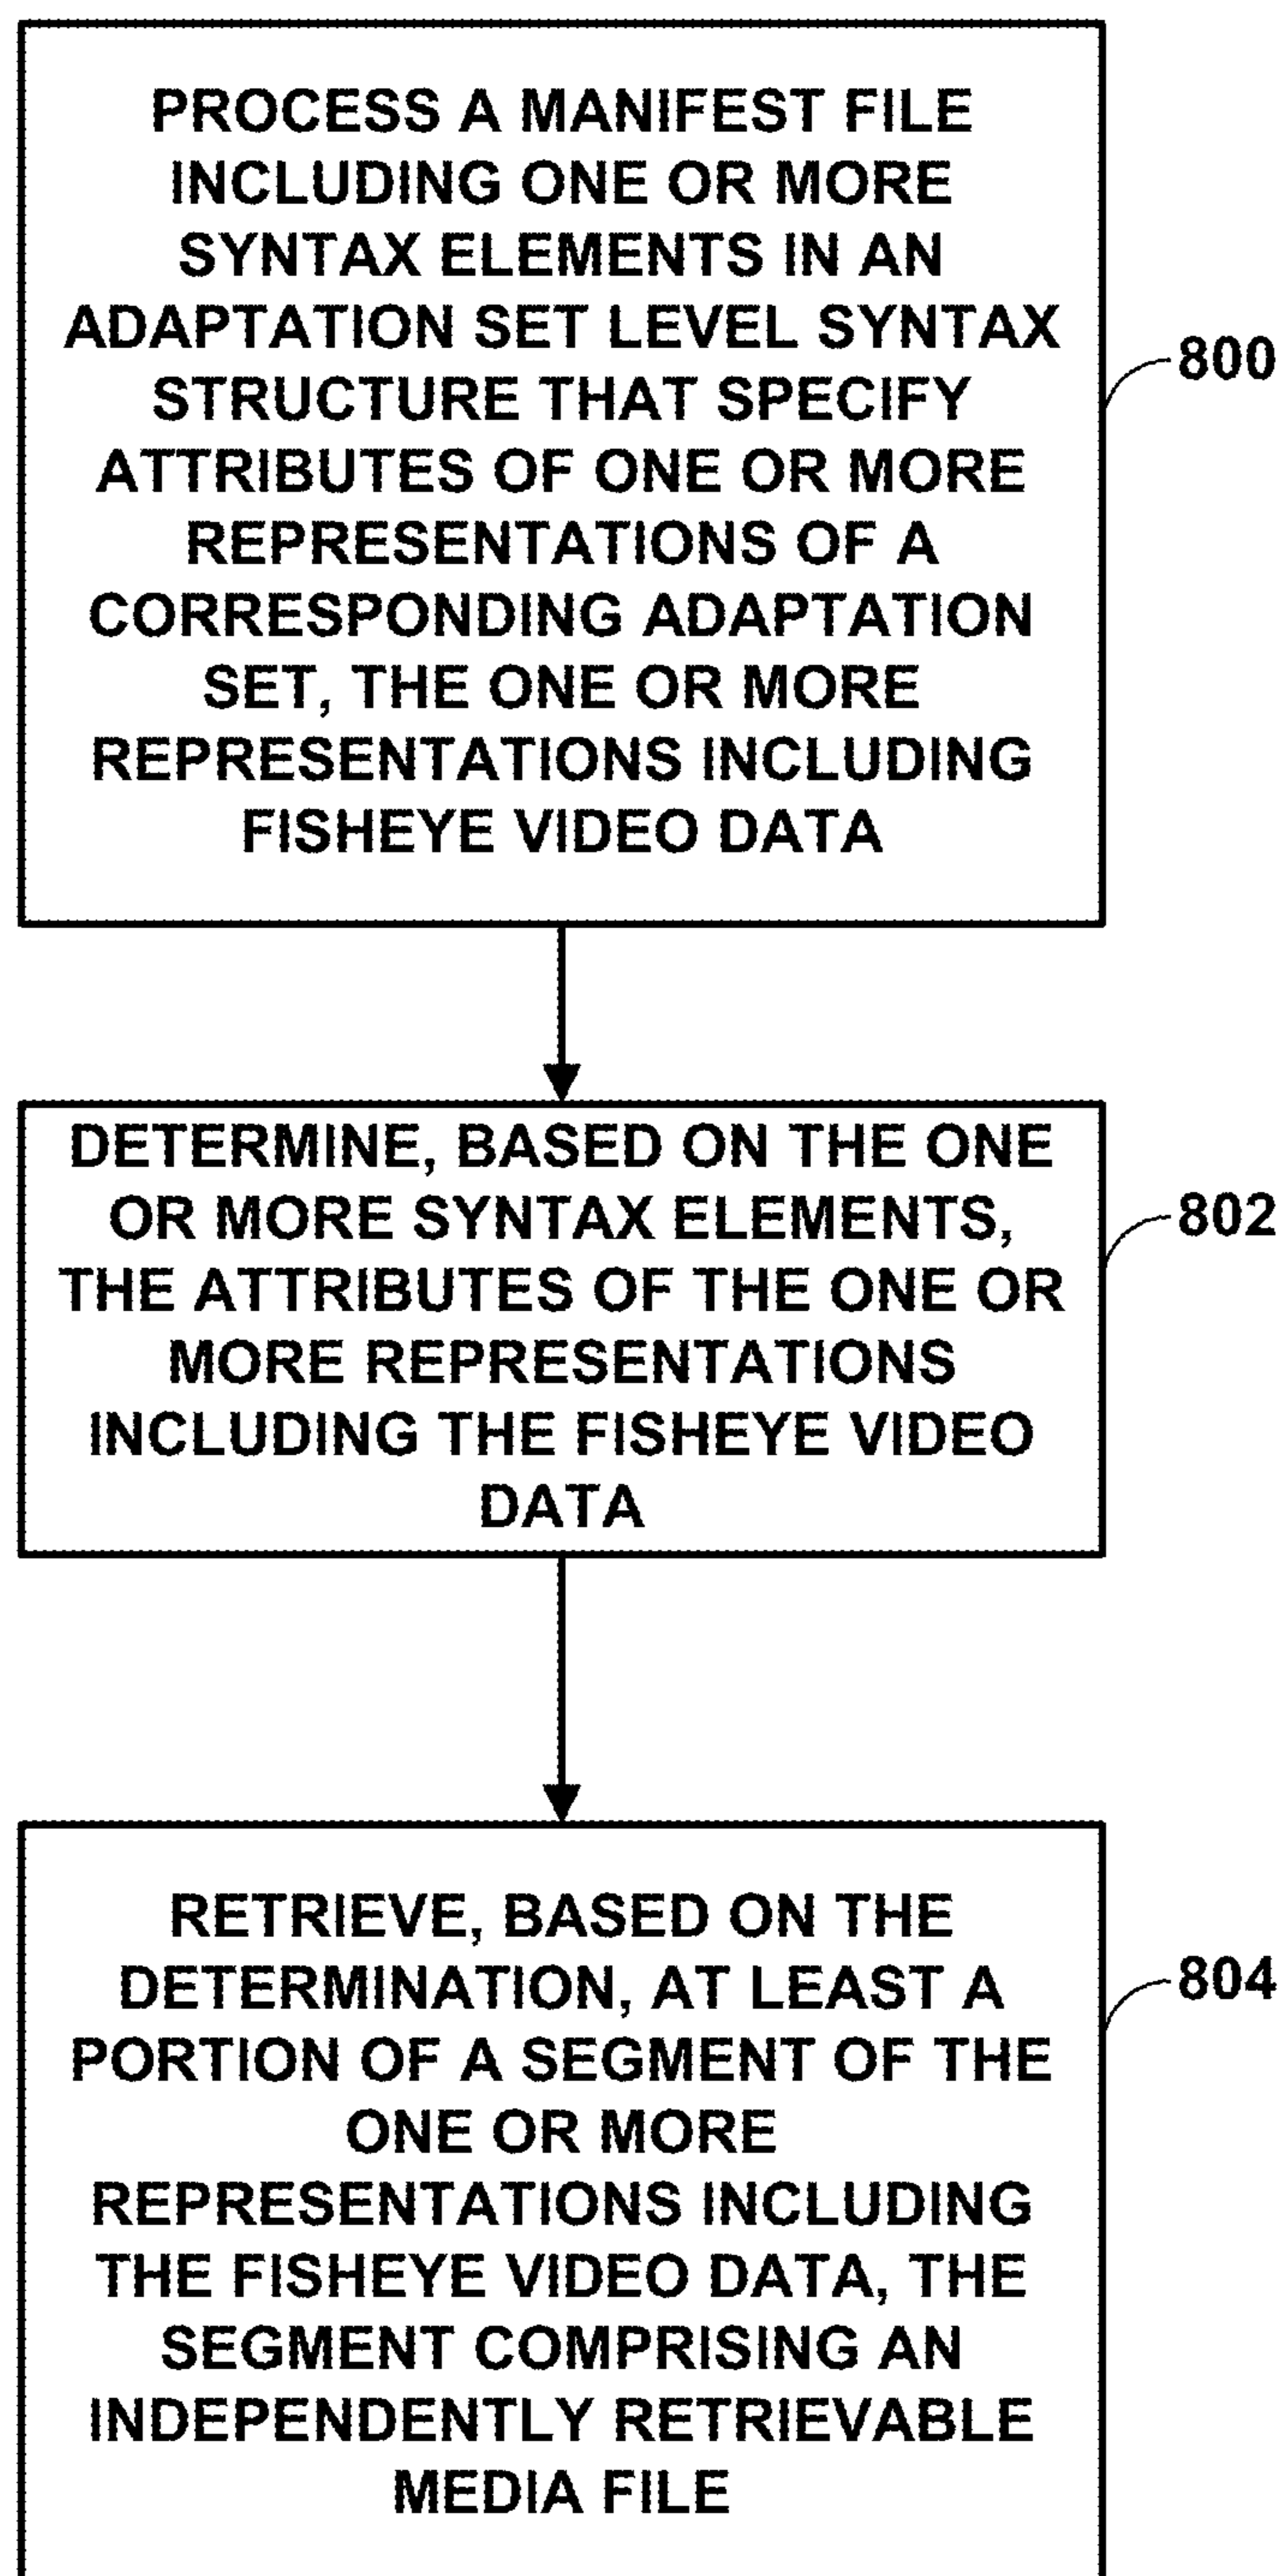 PROCESS A MANIFEST FILE
INCLUDING ONE OR MORE
SYNTAX ELEMENTS IN AN
ADAPTATION SET LEVEL SYNTAX
STRUCTURE THAT SPECIFY
ATTRIBUTES OF ONE OR MORE
REPRESENTATIONS OF A
CORRESPONDING ADAPTATION
SET, THE ONE OR MORE
REPRESENTATIONS INCLUDING
FISHEYE VIDEO DATA
800
DETERMINE, BASED ON THE ONE
OR MORE SYNTAX ELEMENTS,
THE ATTRIBUTES OF THE ONE OR
MORE REPRESENTATIONS
INCLUDING THE FISHEYE VIDEO
DATA
802
RETRIEVE, BASED ON THE
DETERMINATION, AT LEAST A
PORTION OF A SEGMENT OF THE
ONE OR MORE
REPRESENTATIONS INCLUDING
THE FISHEYE VIDEO DATA, THE
SEGMENT COMPRISING AN
INDEPENDENTLY RETRIEVABLE
MEDIA FILE
804